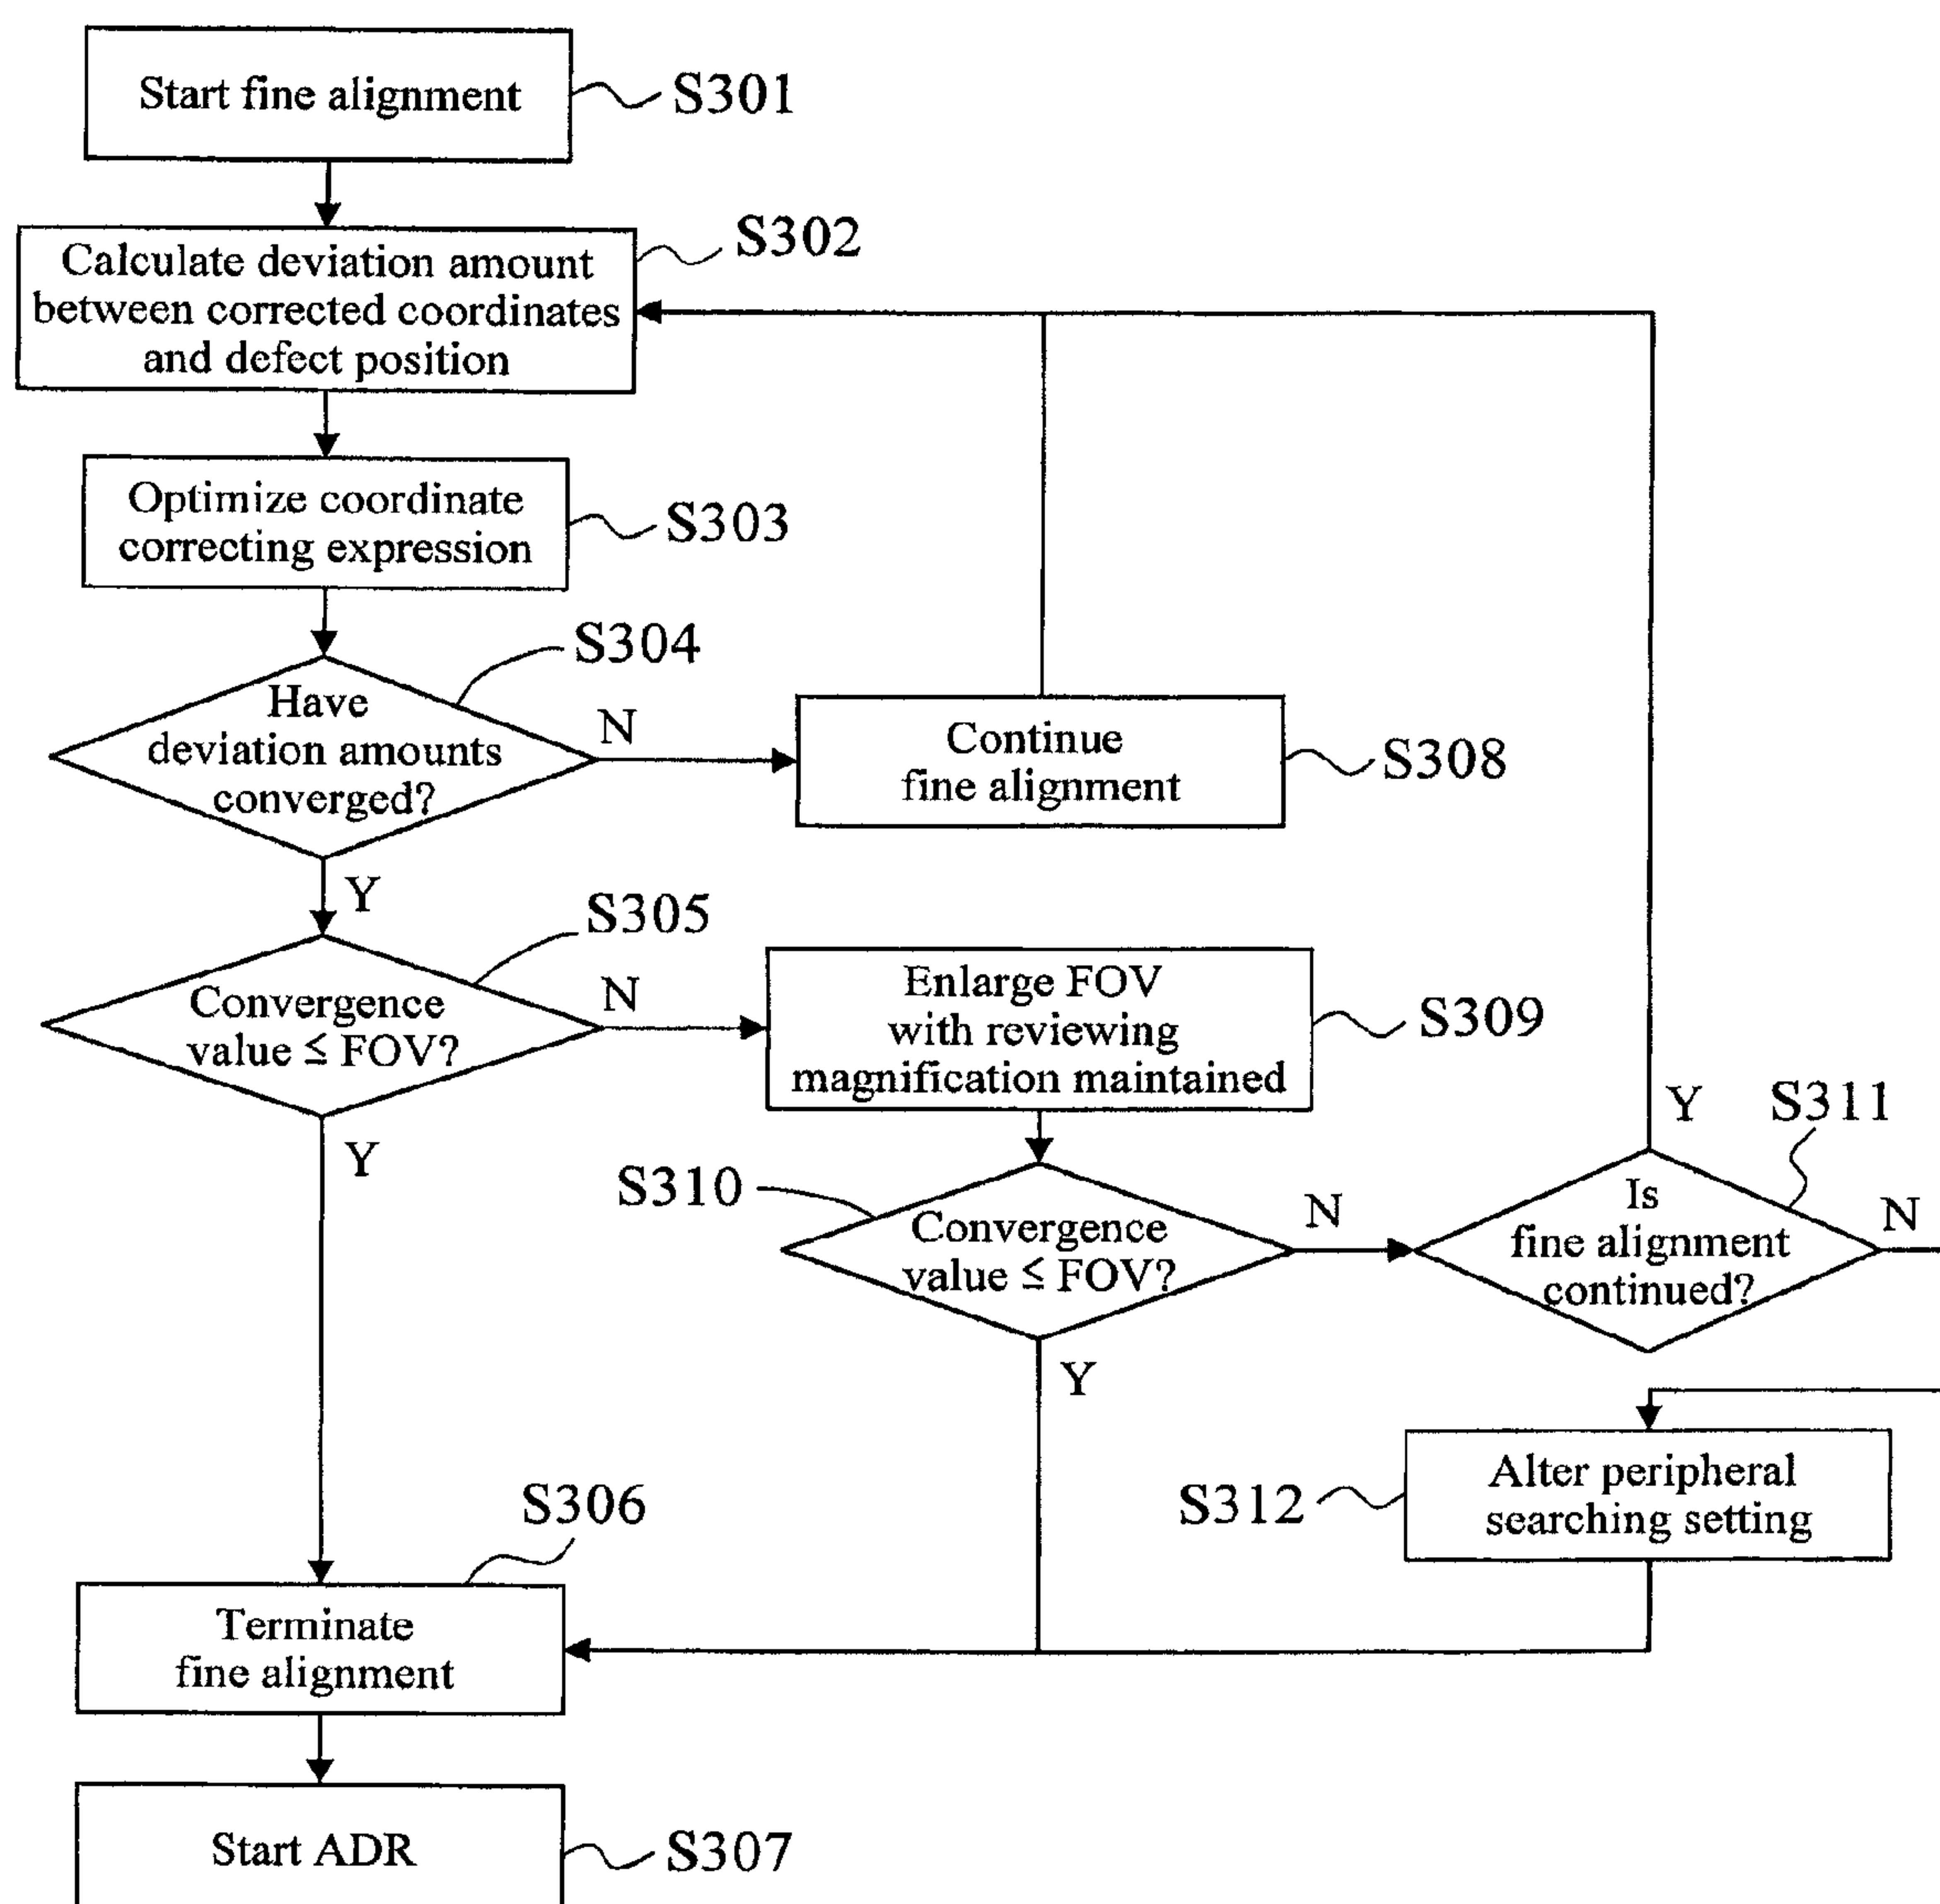 Start fine alignment
S301
S302
Calculate deviation amount
between corrected coordinates
and defect position
Optimize coordinate
correcting expression
S303
S304
Have
deviation amounts
converged?
N
Continue
fine alignment
S308
Y
S305
Convergence
value ≤ FOV?
N
Enlarge FOV
with reviewing
magnification maintained
S309
Y
S310
Convergence
value ≤ FOV?
N
Y
S311
Is
fine alignment
continued?
N
Y
Alter peripheral
searching setting
S312
S306
Terminate
fine alignment
Start ADR
S307